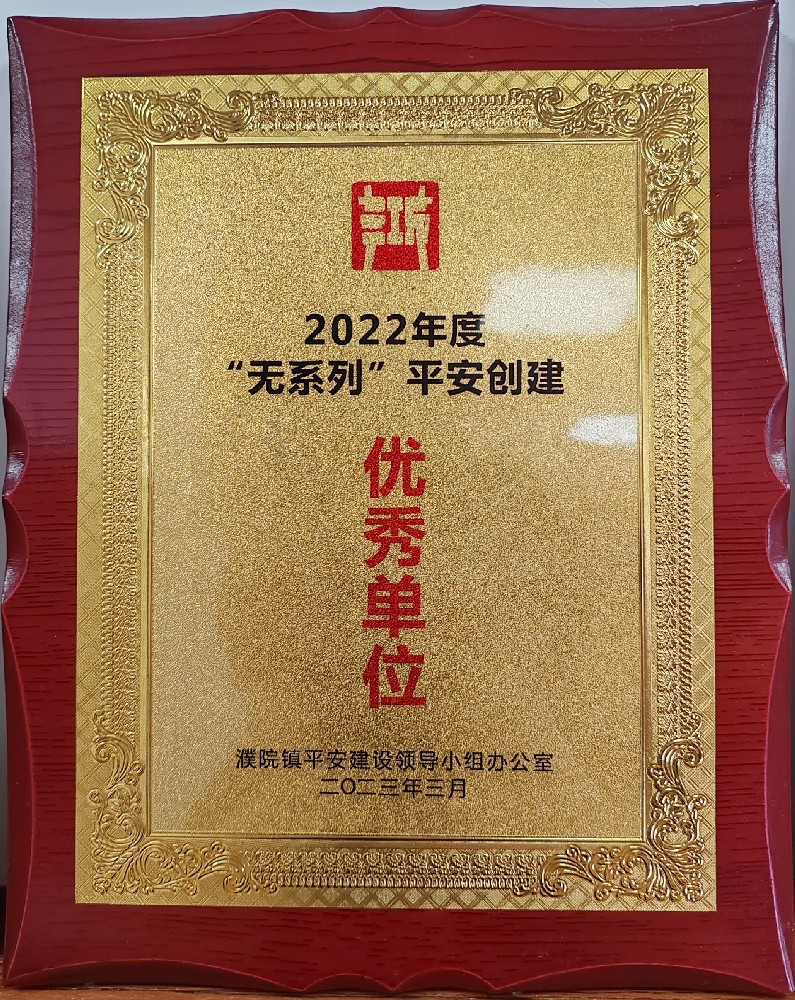 2022年度
“无系列”平安创建
优秀单位
濮院镇平安建设领导小组办公室
二〇二三年三月